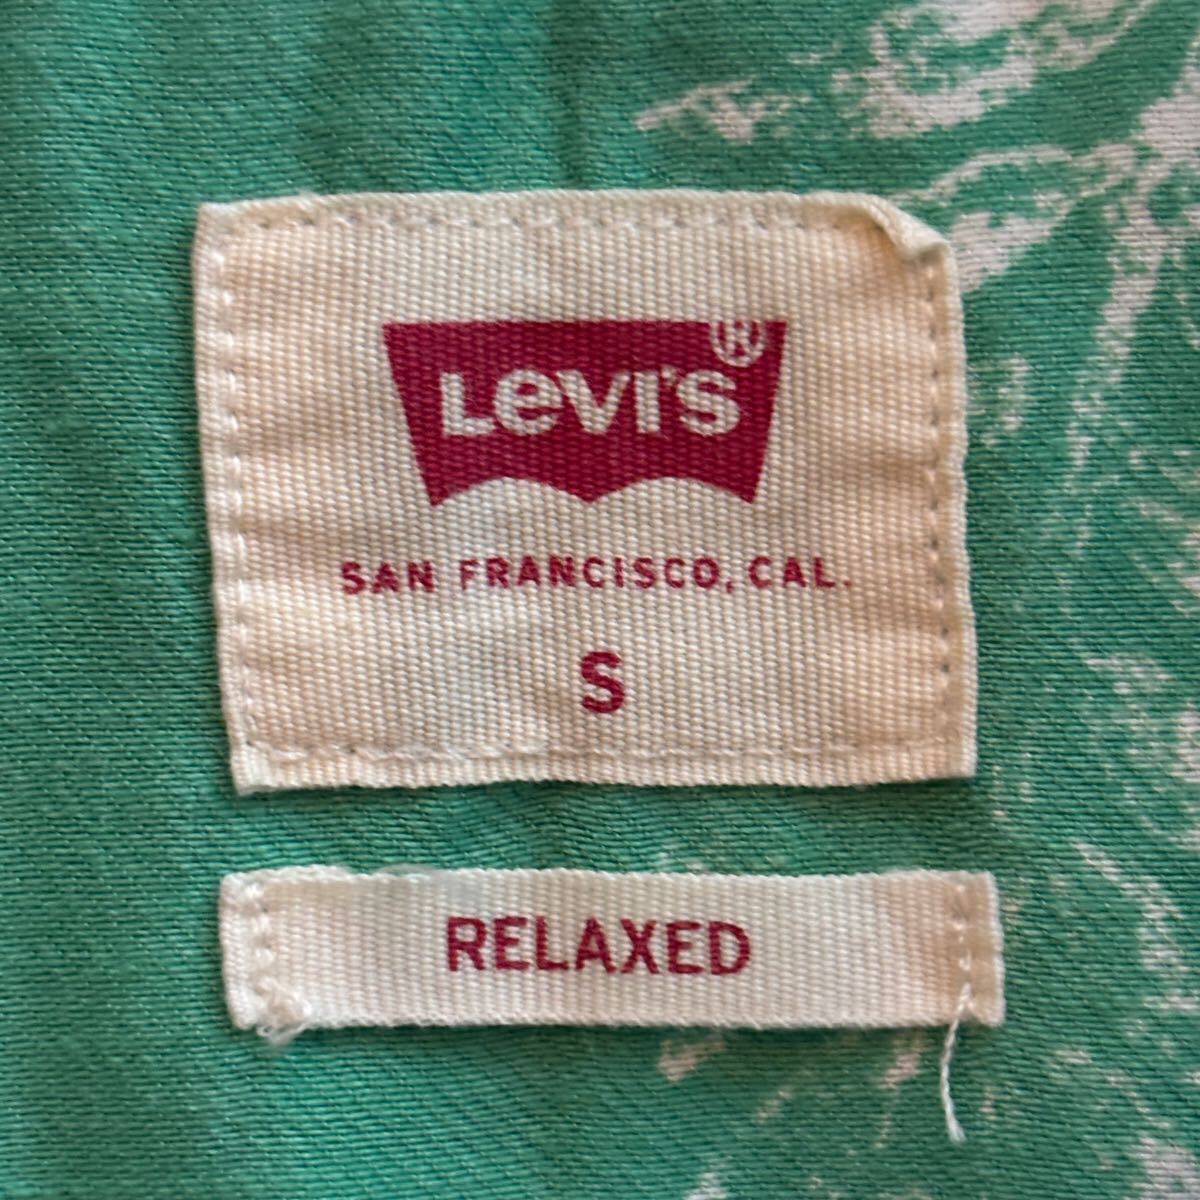 Levi's®
SAN FRANCISCO, CAL.
S
RELAXED